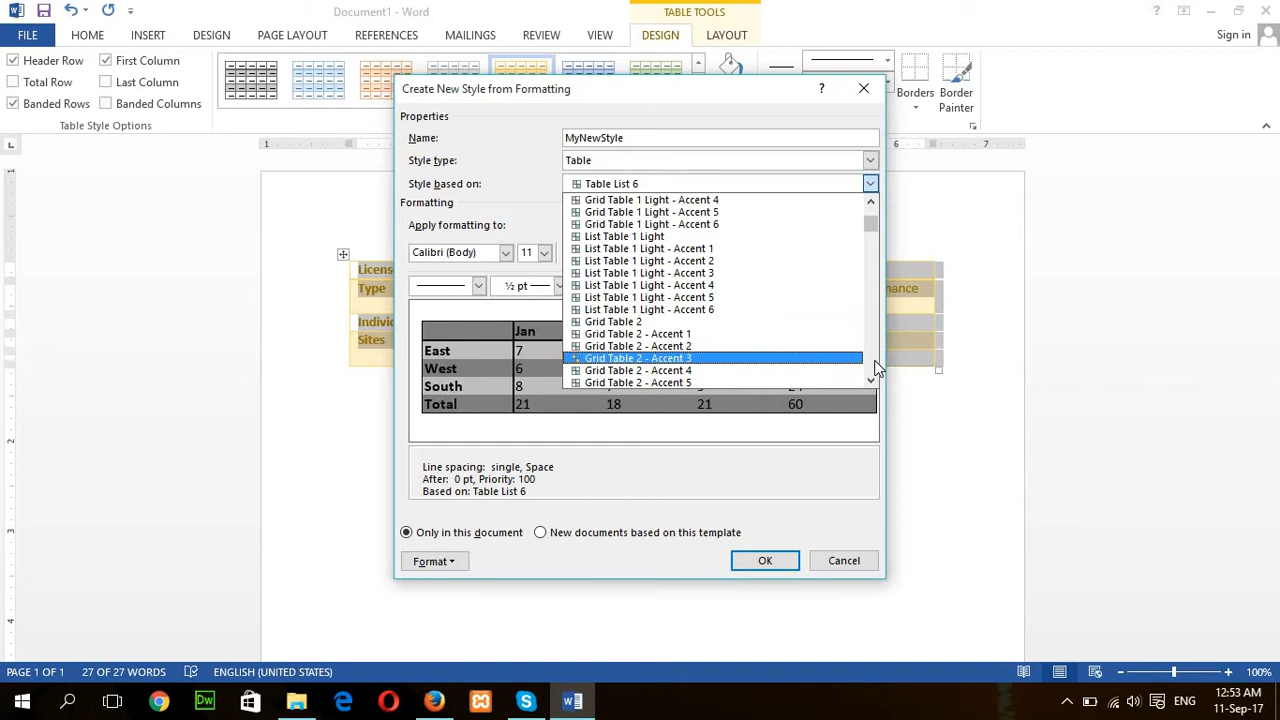 Document1 - Word
TABLE TOOLS
?
FILE
HOME
INSERT
DESIGN
PAGE LAYOUT
REFERENCES
MAILINGS
REVIEW
VIEW
DESIGN
LAYOUT
Sign in
Header Row
First Column
Total Row
Last Column
Banded Rows
Banded Columns
Table Style Options
Borders
Border
Painter
Create New Style from Formatting
?
Properties
Name:
MyNewStyle
Style type:
Table
Style based on:
Table List 6
Formatting
Apply formatting to:
Calibri (Body)
11
½ pt
Grid Table 1 Light - Accent 4
Grid Table 1 Light - Accent 5
Grid Table 1 Light - Accent 6
List Table 1 Light
List Table 1 Light - Accent 1
List Table 1 Light - Accent 2
List Table 1 Light - Accent 3
List Table 1 Light - Accent 4
List Table 1 Light - Accent 5
List Table 1 Light - Accent 6
Grid Table 2
Grid Table 2 - Accent 1
Grid Table 2 - Accent 2
Grid Table 2 - Accent 3
Grid Table 2 - Accent 4
Grid Table 2 - Accent 5
Jan
East 7
West 6
South 8
Total 21 18 21 60
Licens
Type
nance
Individ
Sites
Line spacing: single, Space
After: 0 pt, Priority: 100
Based on: Table List 6
Only in this document
New documents based on this template
Format
OK
Cancel
1 6 7
1
2
3
4
PAGE 1 OF 1
27 OF 27 WORDS
ENGLISH (UNITED STATES)
100%
Dw
ENG
12:53 AM
11-Sep-17